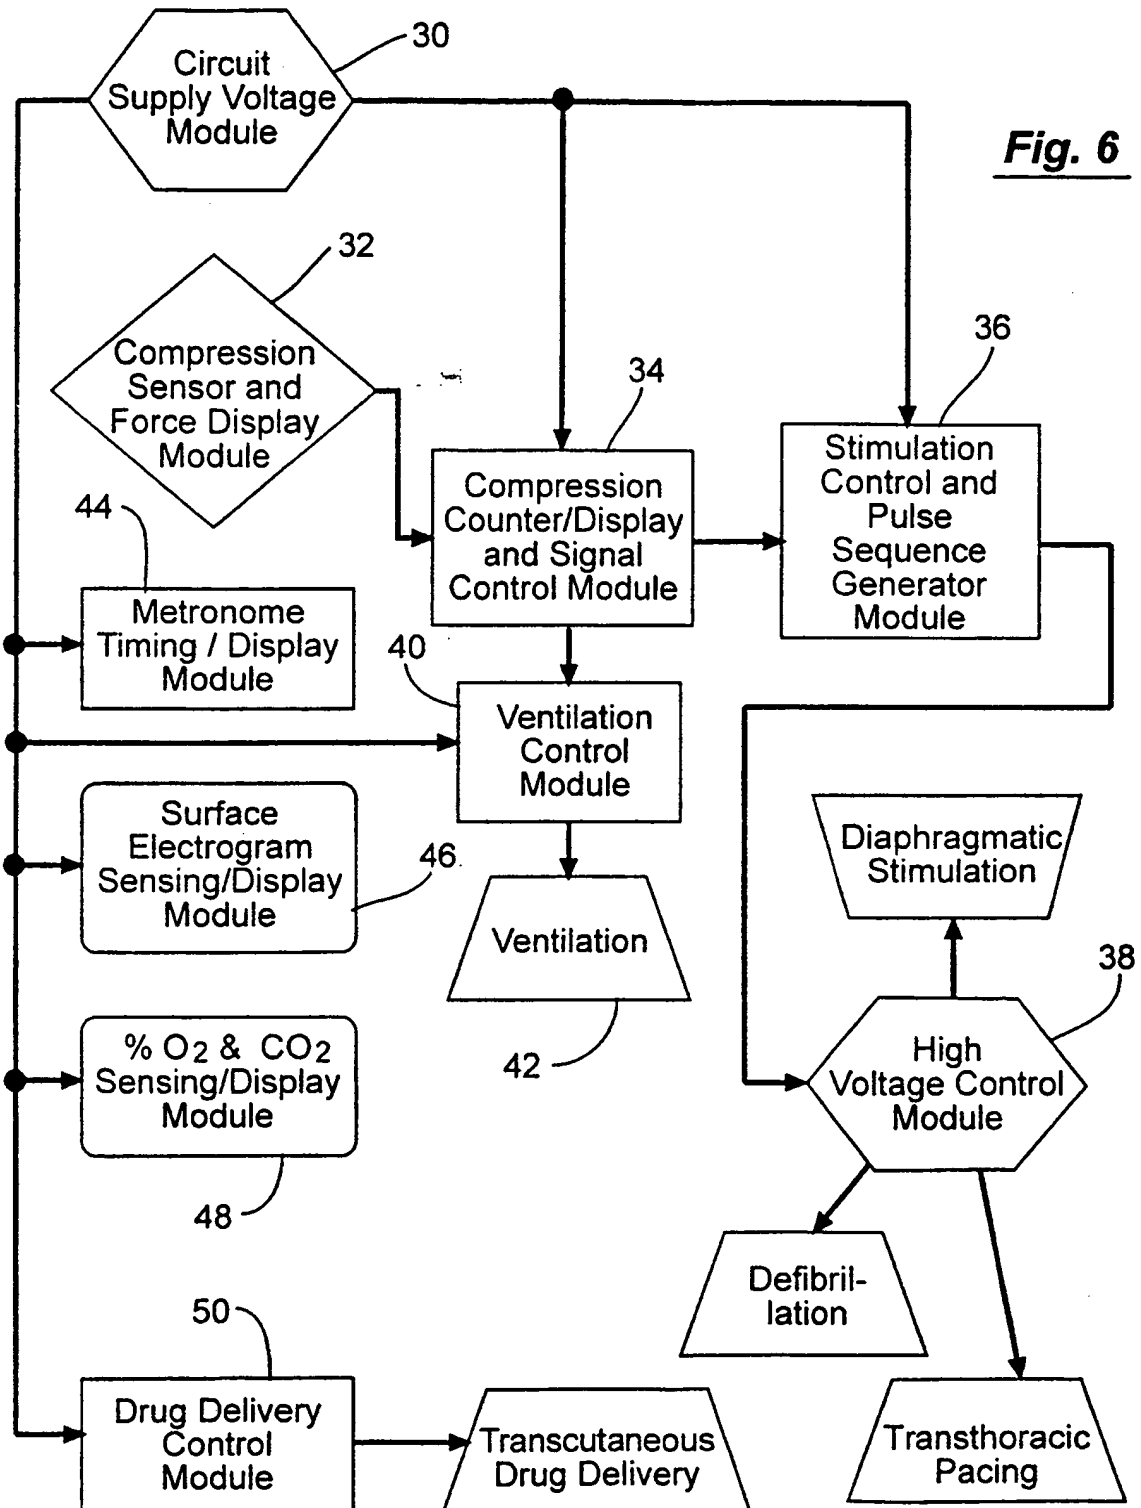 30
Circuit
Supply Voltage
Module
Fig. 6
32
Compression
Sensor and
Force Display
Module
34
36
Compression
Counter/Display
and Signal
Control Module
Stimulation
Control and
Pulse
Sequence
Generator
Module
44
Metronome
Timing / Display
Module
40
Ventilation
Control
Module
Surface
Electrogram
Sensing/Display
Module
46
Diaphragmatic
Stimulation
Ventilation
42
38
High
Voltage Control
Module
% O2 & CO2
Sensing/Display
Module
48
Defibril-
lation
50
Drug Delivery
Control
Module
Transcutaneous
Drug Delivery
Transthoracic
Pacing